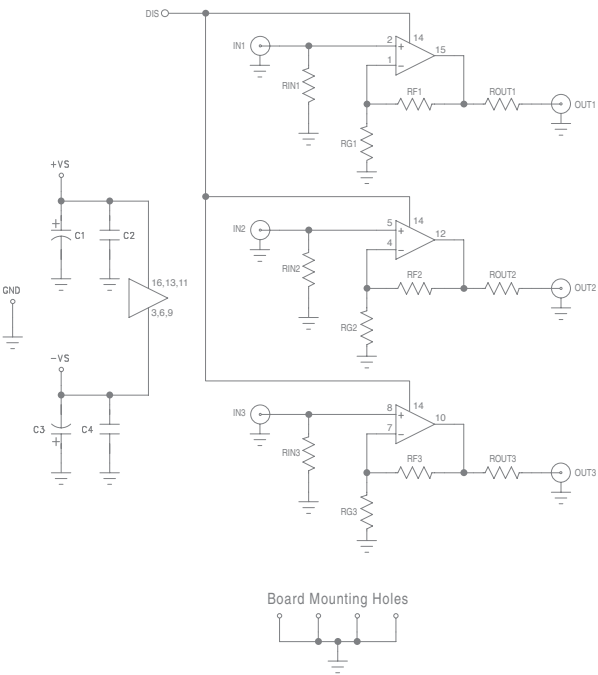 DIS
14
IN1
2
+
15
1
−
RIN1
RF1
ROUT1
OUT1
RG1
+VS
+
C1
C2
14
IN2
5
+
12
4
−
RIN2
RF2
ROUT2
OUT2
RG2
16,13,11
3,6,9
GND
−VS
C3
+
C4
14
IN3
8
+
10
7
−
RIN3
RF3
ROUT3
OUT3
RG3
Board Mounting Holes